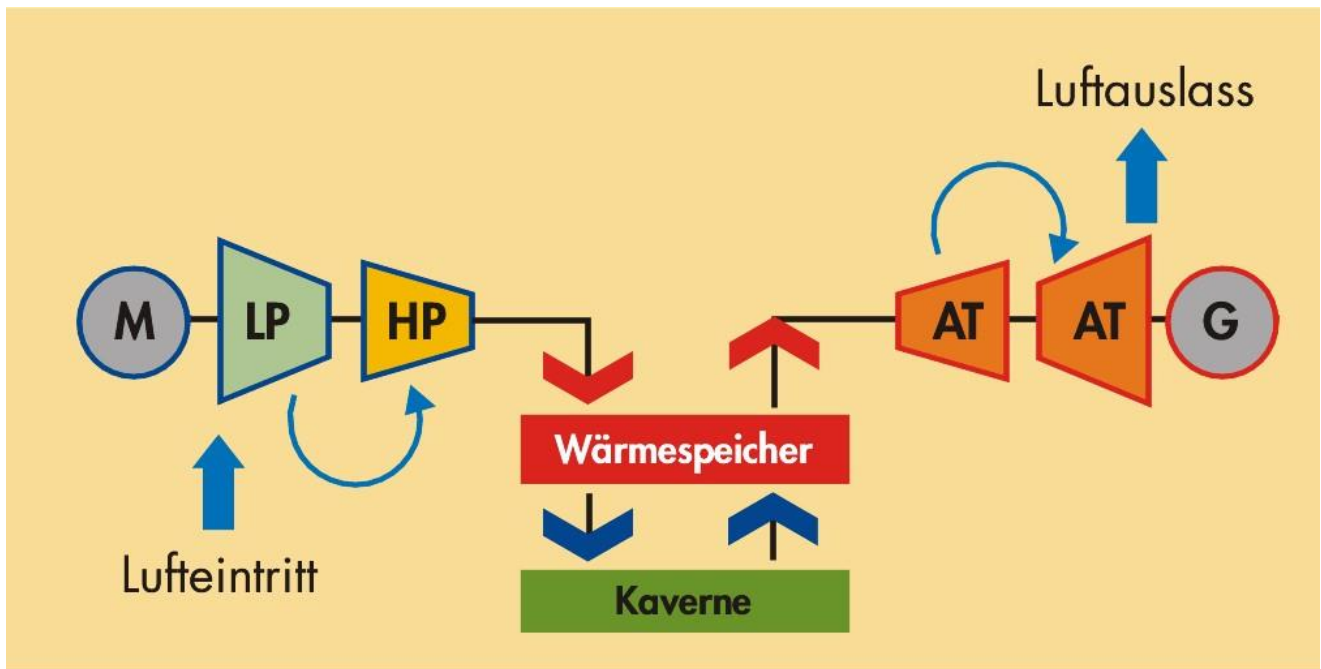 Luftauslass
M
LP
HP
AT
AT
G
Wärmespeicher
Lufteintritt
Kaverne